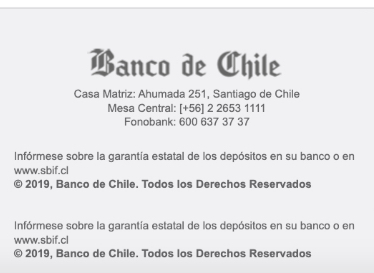 Banco de Chile
Casa Matriz: Ahumada 251, Santiago de Chile
Mesa Central: [+56] 2 2653 1111
Fonobank: 600 637 37 37
Infórmese sobre la garantía estatal de los depósitos en su banco o en
www.sbif.cl
© 2019, Banco de Chile. Todos los Derechos Reservados
Infórmese sobre la garantía estatal de los depósitos en su banco o en
www.sbif.cl
© 2019, Banco de Chile. Todos los Derechos Reservados